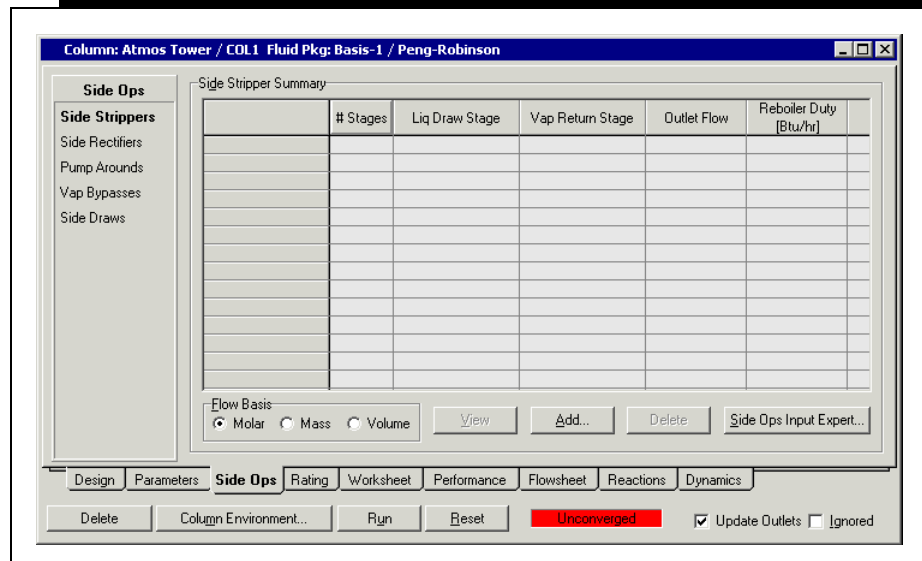 Column: Atmos Tower / COL1 Fluid Pkg: Basis-1 / Peng-Robinson
Side Ops
Side Strippers
Side Rectifiers
Pump Arounds
Vap Bypasses
Side Draws
Side Stripper Summary
# Stages Liq Draw Stage Vap Return Stage Outlet Flow Reboiler Duty
[Btu/hr]
Flow Basis
Molar Mass Volume View Add... Delete Side Ops Input Expert...
Design Parameters Side Ops Rating Worksheet Performance Flowsheet Reactions Dynamics
Delete Column Environment... Run Reset Unconverged Update Outlets Ignored